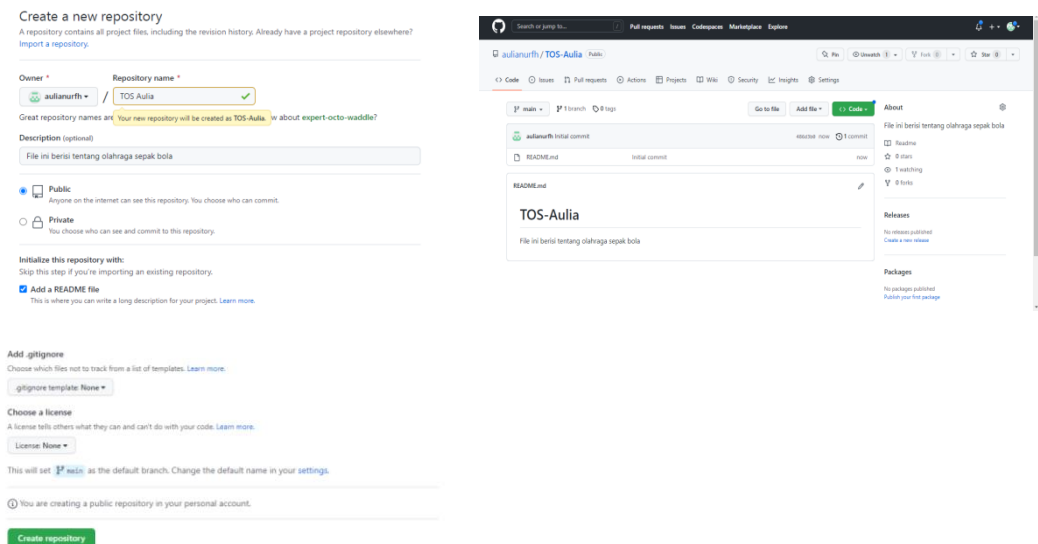 Create a new repository
A repository contains all project files, including the revision history. Already have a project repository elsewhere?
Import a repository.
Owner *
Repository name *
aulianurfh
/
TOS Aulia
Great repository names are
Your new repository will be created as TOS-Aulia.
w about expert-octo-waddle?
Description (optional)
File ini berisi tentang olahraga sepak bola
Public
Anyone on the internet can see this repository. You choose who can commit.
Private
You choose who can see and commit to this repository.
Initialize this repository with:
Skip this step if you're importing an existing repository.
Add a README file
This is where you can write a long description for your project. Learn more.
Add .gitignore
Choose which files not to track from a list of templates. Learn more.
.gitignore template: None
Choose a license
A license tells others what they can and can't do with your code. Learn more.
License: None
This will set main as the default branch. Change the default name in your settings.
You are creating a public repository in your personal account.
Create repository
Search or jump to...
/
Pull requests Issues Codespaces Marketplace Explore
aulianurfh / TOS-Aulia Public
Pin Unwatch 1 Fork 0 Star 0
Code Issues Pull requests Actions Projects Wiki Security Insights Settings
main 1 branch 0 tags
Go to file Add file Code
aulianurfh Initial commit
now 1 commit
README.md Initial commit now
README.md
TOS-Aulia
File ini berisi tentang olahraga sepak bola
About
File ini berisi tentang olahraga sepak bola
Readme
0 stars
1 watching
0 forks
Releases
No releases published
Create a new release
Packages
No packages published
Publish your first package